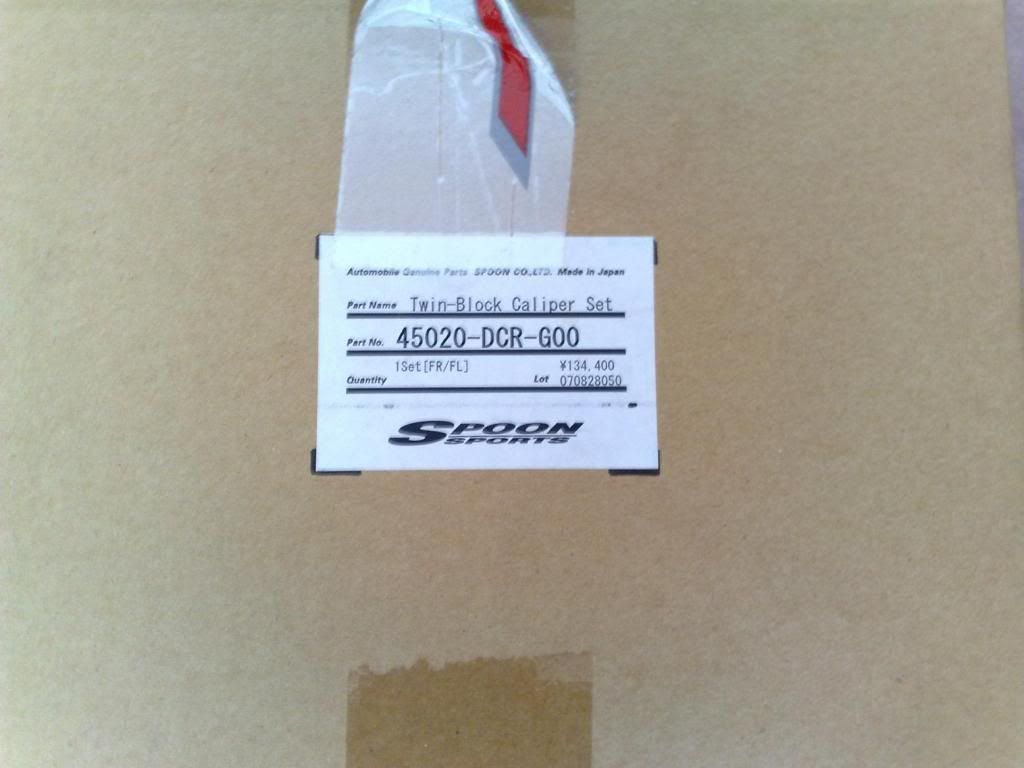 Automobile Genuine Parts SPOON CO.,LTD. Made in Japan
Part Name Twin-Block Caliper Set
Part No. 45020-DCR-G00
1Set[FR/FL] ¥134,400
Quantity Lot 070828050
SPOON
SPORTS